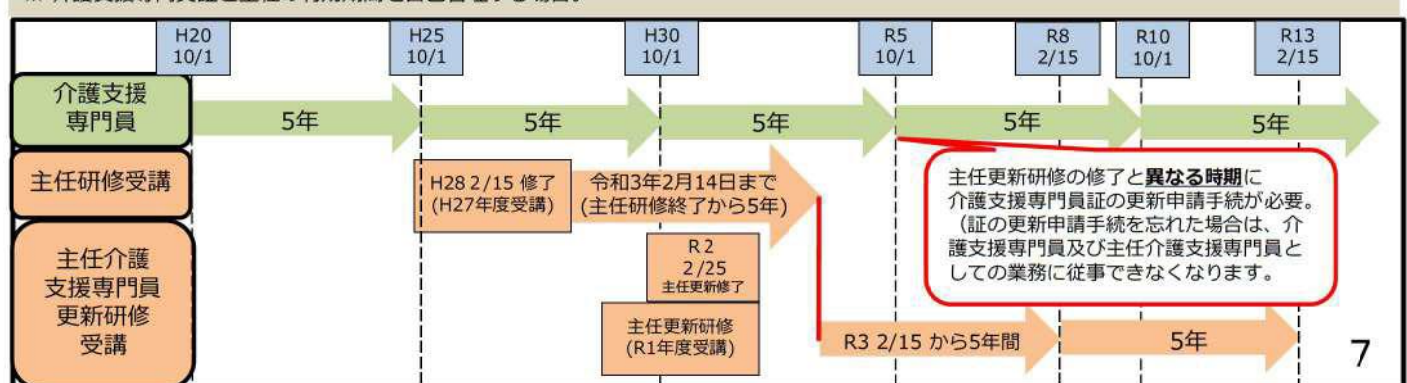 H20
10/1
H25
10/1
H30
10/1
R5
10/1
R8
2/15
R10
10/1
R13
2/15
介護支援
専門員
5年
5年
5年
5年
5年
主任研修受講
H28 2/15 修了
(H27年度受講)
令和3年2月14日まで
(主任研修終了から5年)
主任更新研修の修了と異なる時期に
介護支援専門員証の更新申請手続が必要。
（証の更新申請手続を忘れた場合は、介
護支援専門員及び主任介護支援専門員と
しての業務に従事できなくなります。
主任介護
支援専門員
更新研修
受講
R 2
2/25
主任更新修了
主任更新研修
(R1年度受講)
R3 2/15 から5年間
5年
7